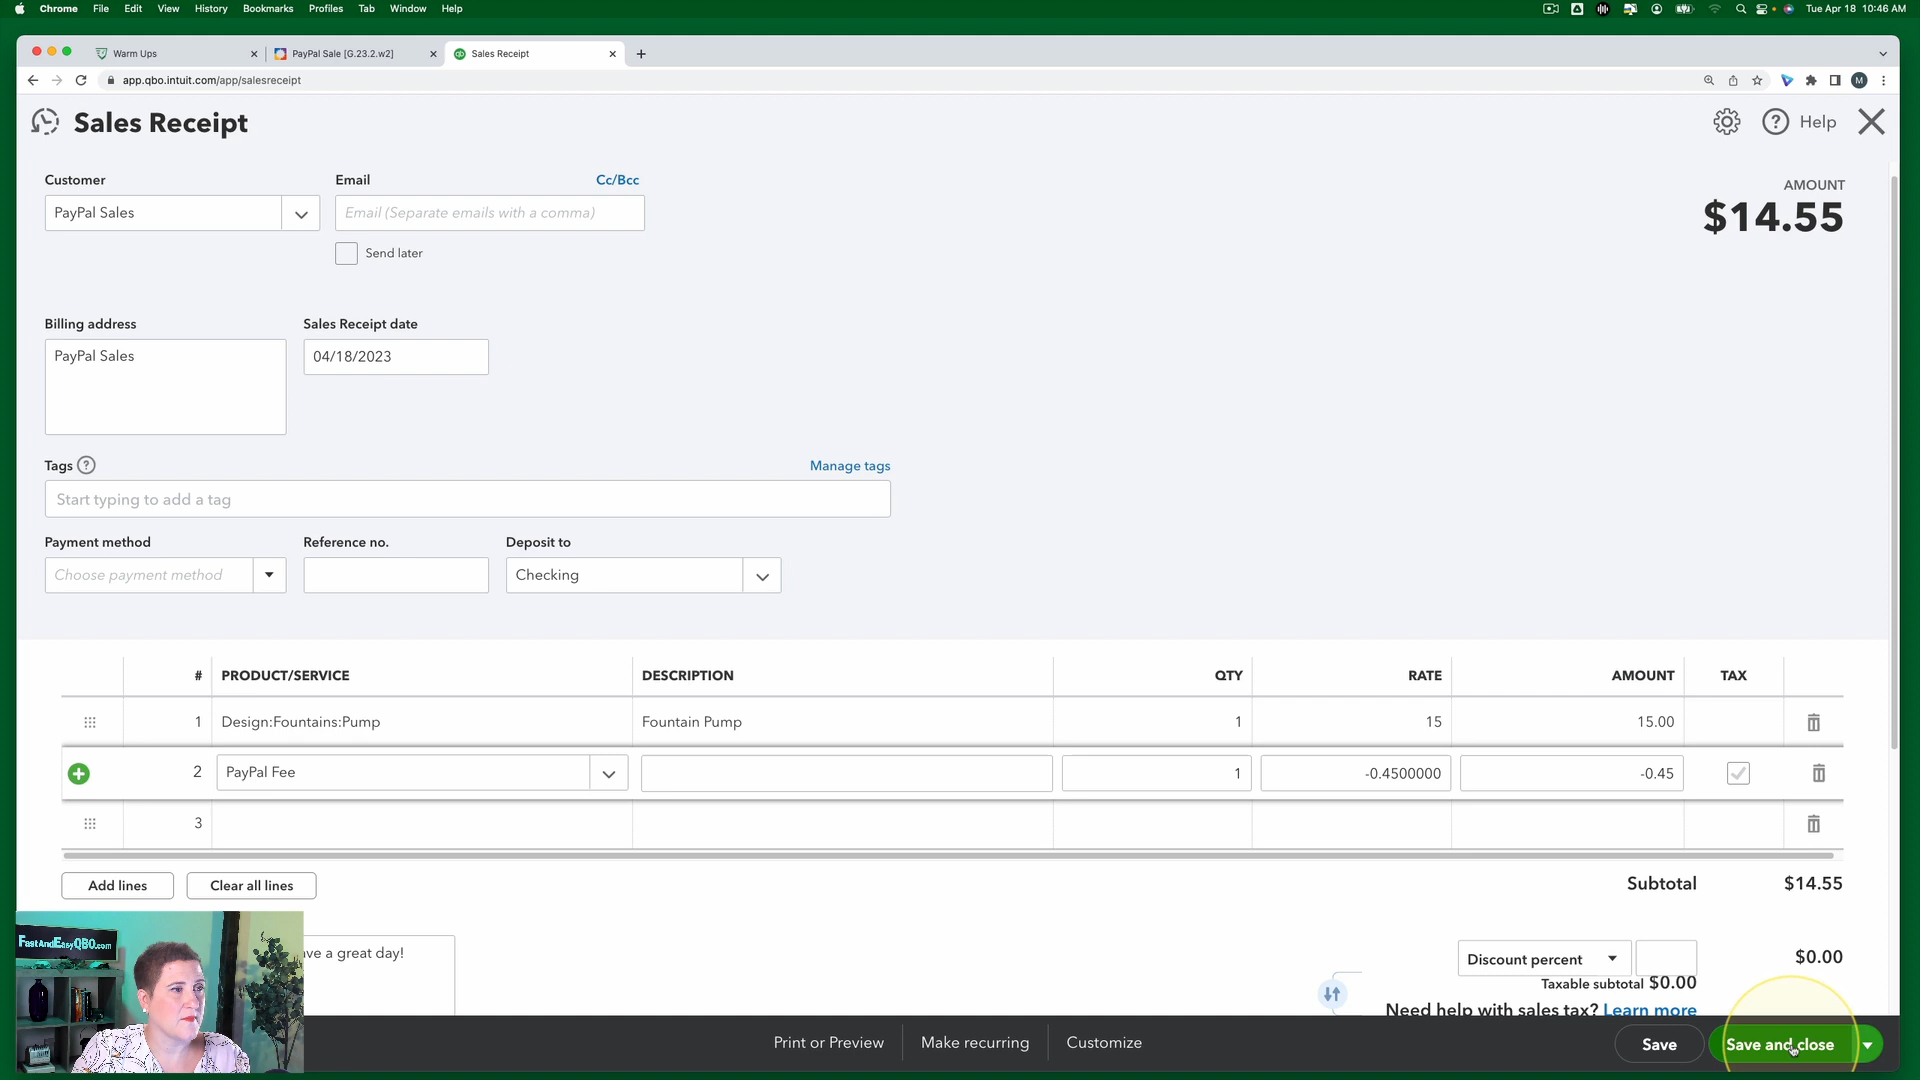 Chrome File Edit View History Bookmarks Profiles Tab Window Help Tue Apr 18 10:46 AM
Warm Ups PayPal Sale [G.23.2.w2] Sales Receipt
app.qbo.intuit.com/app/salesreceipt M
Sales Receipt Help
Customer Email Cc/Bcc AMOUNT
PayPal Sales Email (Separate emails with a comma) $14.55
Send later
Billing address Sales Receipt date
PayPal Sales 04/18/2023
Tags ? Manage tags
Start typing to add a tag
Payment method Reference no. Deposit to
Choose payment method Checking
# PRODUCT/SERVICE DESCRIPTION QTY RATE AMOUNT TAX
1 Design:Fountains:Pump Fountain Pump 1 15 15.00
2 PayPal Fee 1 -0.4500000 -0.45
3
Add lines Clear all lines Subtotal $14.55
FastAndEasyQBO.com
ve a great day! Discount percent $0.00
Taxable subtotal $0.00
Need help with sales tax? Learn more
Print or Preview Make recurring Customize Save Save and close